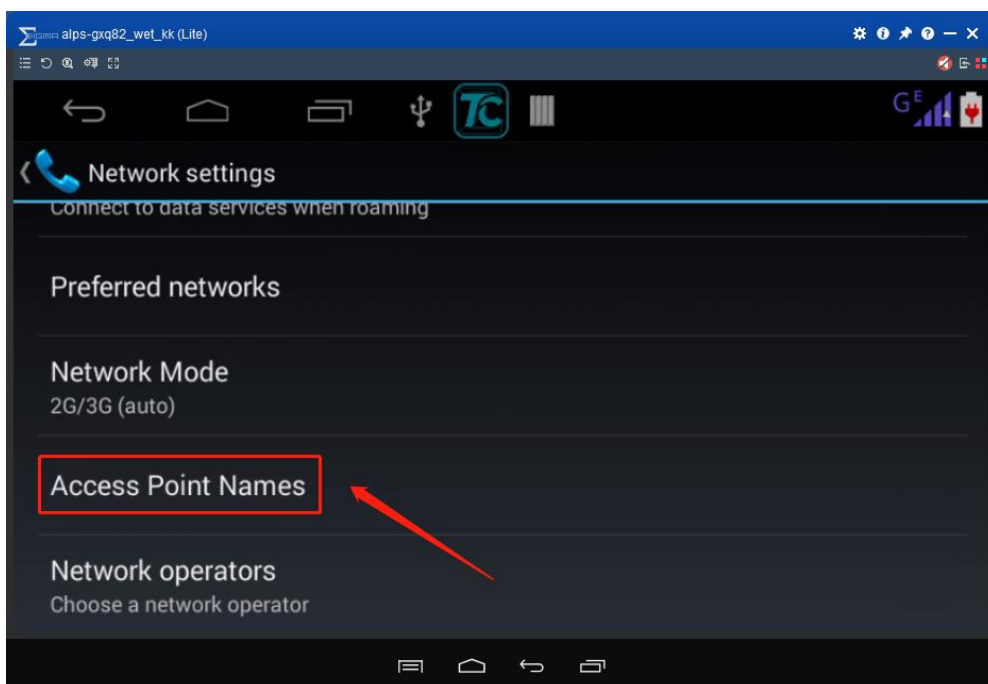 alps-gxq82_wet_kk (Lite)
TC
G E
Network settings
Connect to data services when roaming
Preferred networks
Network Mode
2G/3G (auto)
Access Point Names
Network operators
Choose a network operator